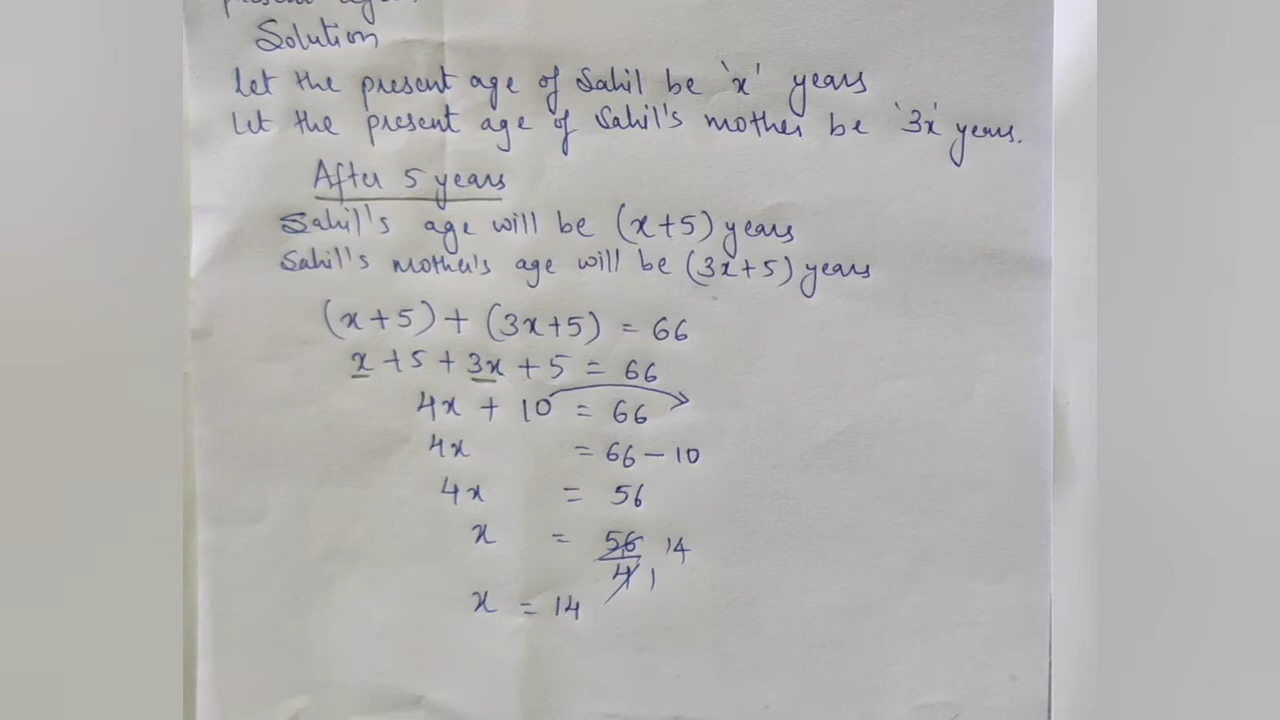 Solution
Let the present age of Sahil be 'x' years
Let the present age of Sahil's mother be '3x' years.
After 5 years
Sahil's age will be (x+5) years
Sahil's mother's age will be (3x+5) years
(x+5) + (3x+5) = 66
x + 5 + 3x + 5 = 66
4x + 10 = 66
4x = 66 - 10
4x = 56
x = 56/4 14 1
x = 14